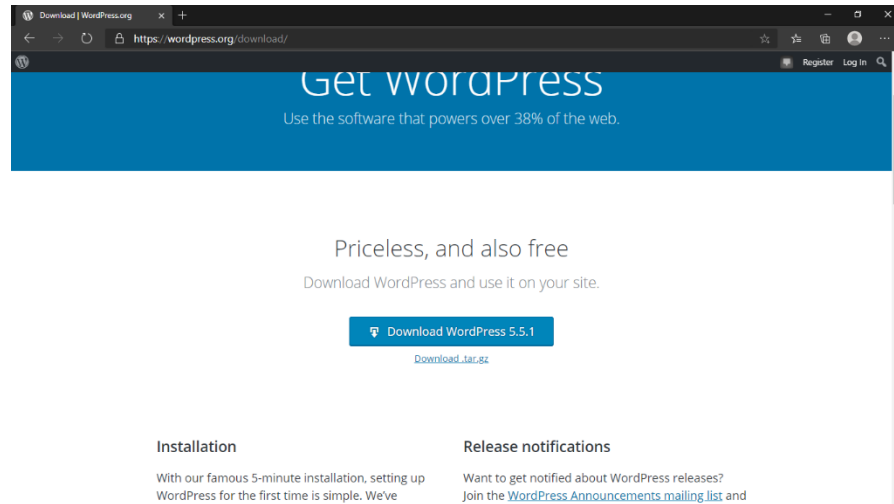 Download | WordPress.org
https://wordpress.org/download/
Register Log In
Get WordPress
Use the software that powers over 38% of the web.
Priceless, and also free
Download WordPress and use it on your site.
Download WordPress 5.5.1
Download .tar.gz
Installation
With our famous 5-minute installation, setting up
WordPress for the first time is simple. We've
Release notifications
Want to get notified about WordPress releases?
Join the WordPress Announcements mailing list and